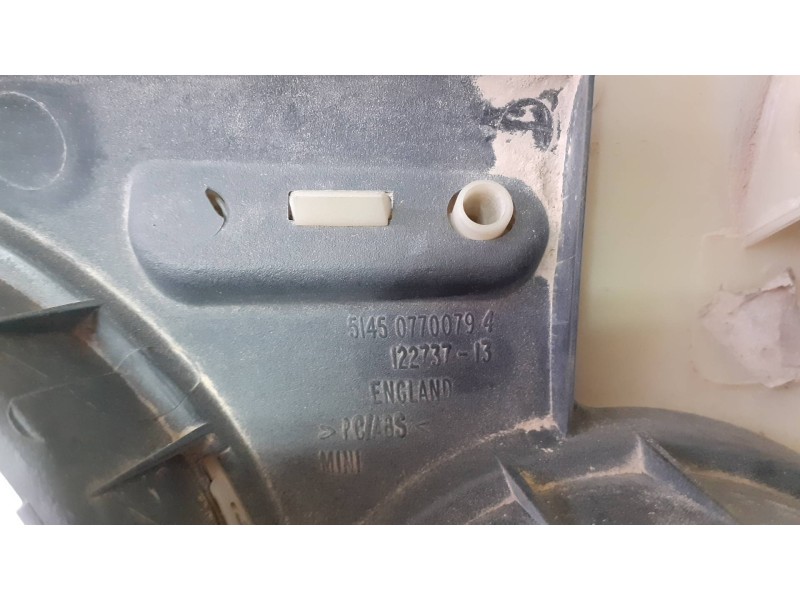 5145 0770079 4
122737-13
ENGLAND
>PC/ABS<
MINI